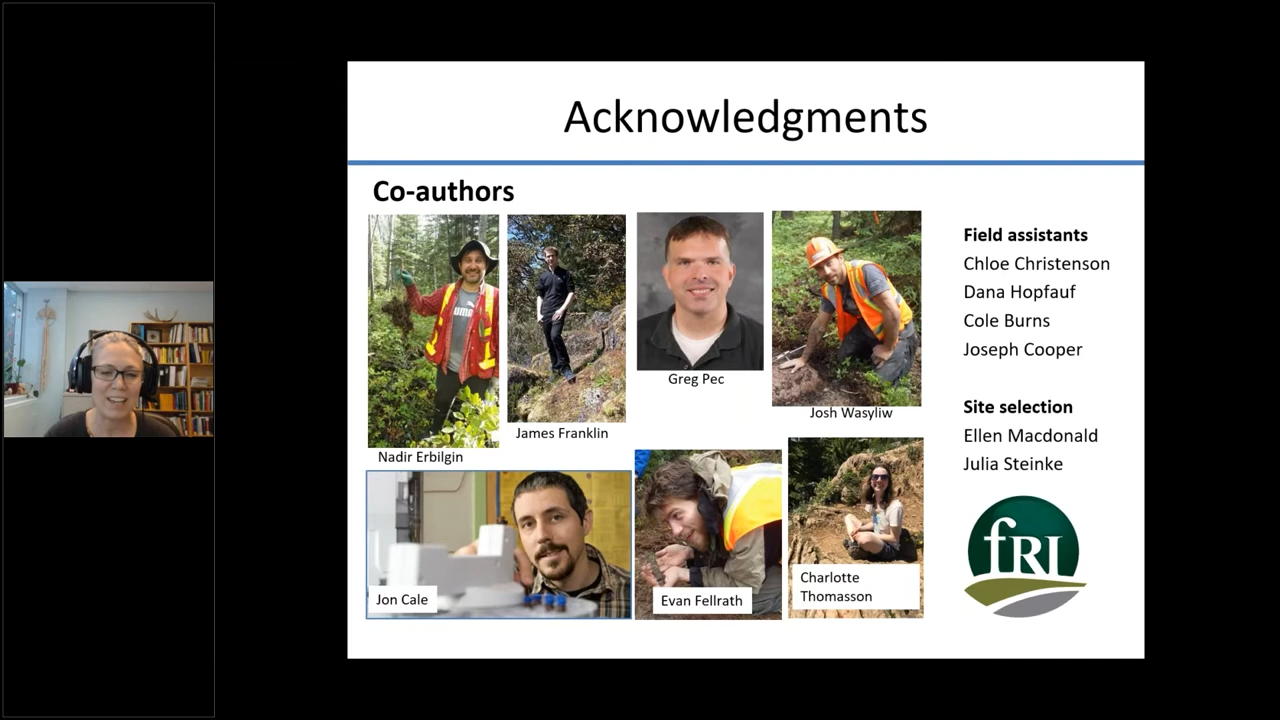 Acknowledgments
Co-authors
Nadir Erbilgin
James Franklin
Greg Pec
Josh Wasyliw
Jon Cale
Evan Fellrath
Charlotte
Thomasson
Field assistants
Chloe Christenson
Dana Hopfauf
Cole Burns
Joseph Cooper
Site selection
Ellen Macdonald
Julia Steinke
fRI